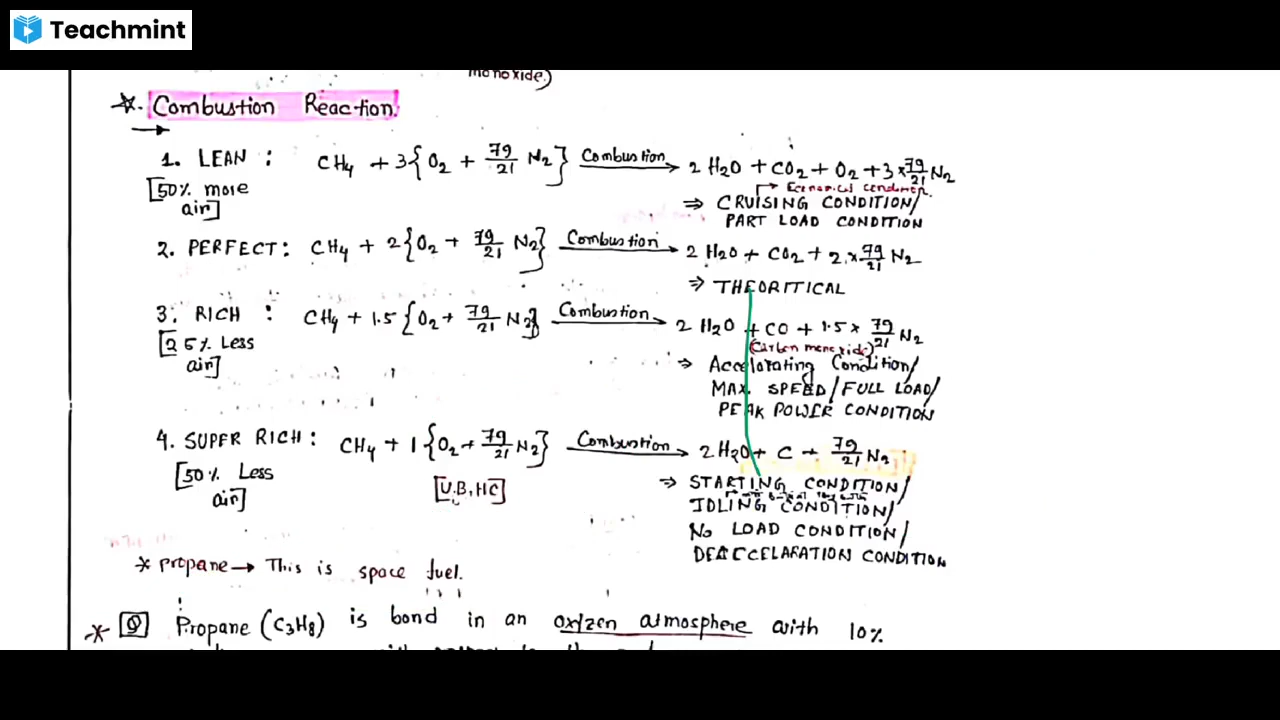 Teachmint
monoxide.)
Combustion Reaction.
1. LEAN : CH4 + 3{O2 + 79/21 N2} Combustion → 2 H2O + CO2 + O2 + 3 × 79/21 N2
[50% more air]
→ Economical condition.
⇒ CRUISING CONDITION/
PART LOAD CONDITION
2. PERFECT: CH4 + 2{O2 + 79/21 N2} Combustion → 2 H2O + CO2 + 2 × 79/21 N2
⇒ THEORITICAL
3. RICH : CH4 + 1.5 {O2 + 79/21 N2} Combustion → 2 H2O + CO + 1.5 × 79/21 N2
[25% Less air]
(Carbon monoxide)
⇒ Accelarating Condition/
MAX. SPEED/FULL LOAD/
PEAK POWER CONDITION
4. SUPER RICH: CH4 + 1 {O2 + 79/21 N2} Combustion → 2 H2O + C + 79/21 N2
[50% Less air]
[U.B.HC]
⇒ STARTING CONDITION/
IDLING CONDITION/
NO LOAD CONDITION/
DEACCELARATION CONDITION
* propane → This is space fuel.
* Q Propane (C3H8) is bond in an oxizen atmosphere with 10%